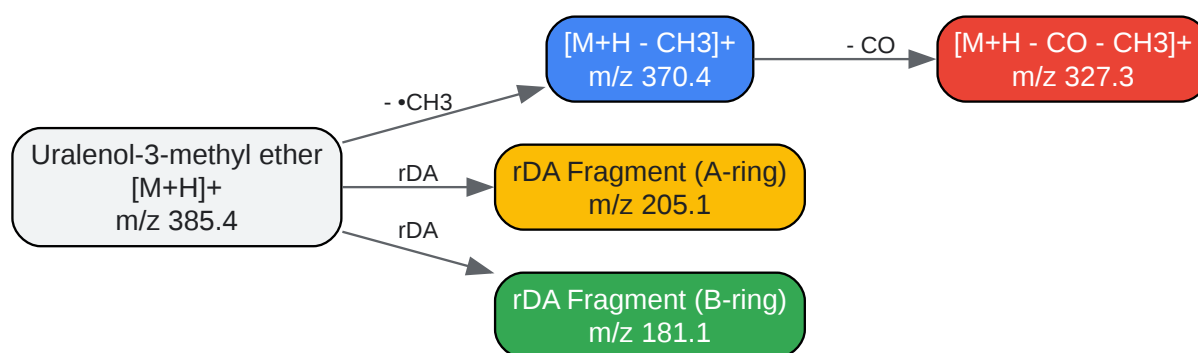 [M+H - CH3]+
m/z 370.4
- CO
[M+H - CO - CH3]+
m/z 327.3
- •CH3
Uralenol-3-methyl ether
[M+H]+
m/z 385.4
rDA
rDA Fragment (A-ring)
m/z 205.1
rDA
rDA Fragment (B-ring)
m/z 181.1